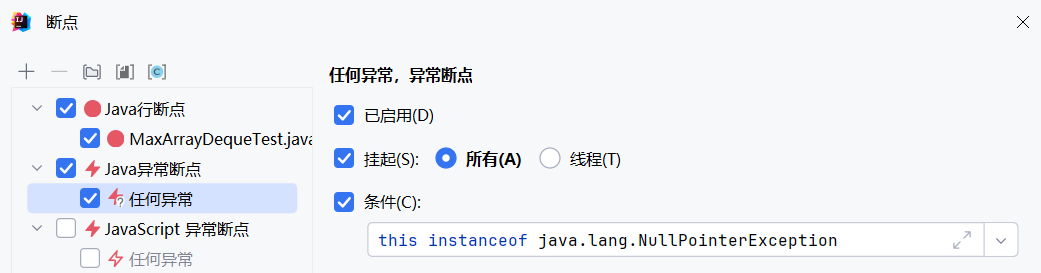 断点
Java行断点
MaxArrayDequeTest.java
Java异常断点
任何异常
JavaScript 异常断点
任何异常
任何异常，异常断点
已启用(D)
挂起(S): 所有(A) 线程(T)
条件(C):
this instanceof java.lang.NullPointerException